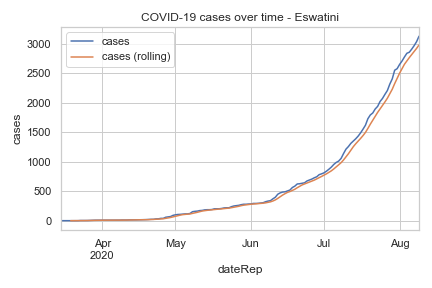 COVID-19 cases over time - Eswatini
cases
cases (rolling)
3000
2500
2000
1500
1000
500
0
cases
Apr
2020
May
Jun
Jul
Aug
dateRep